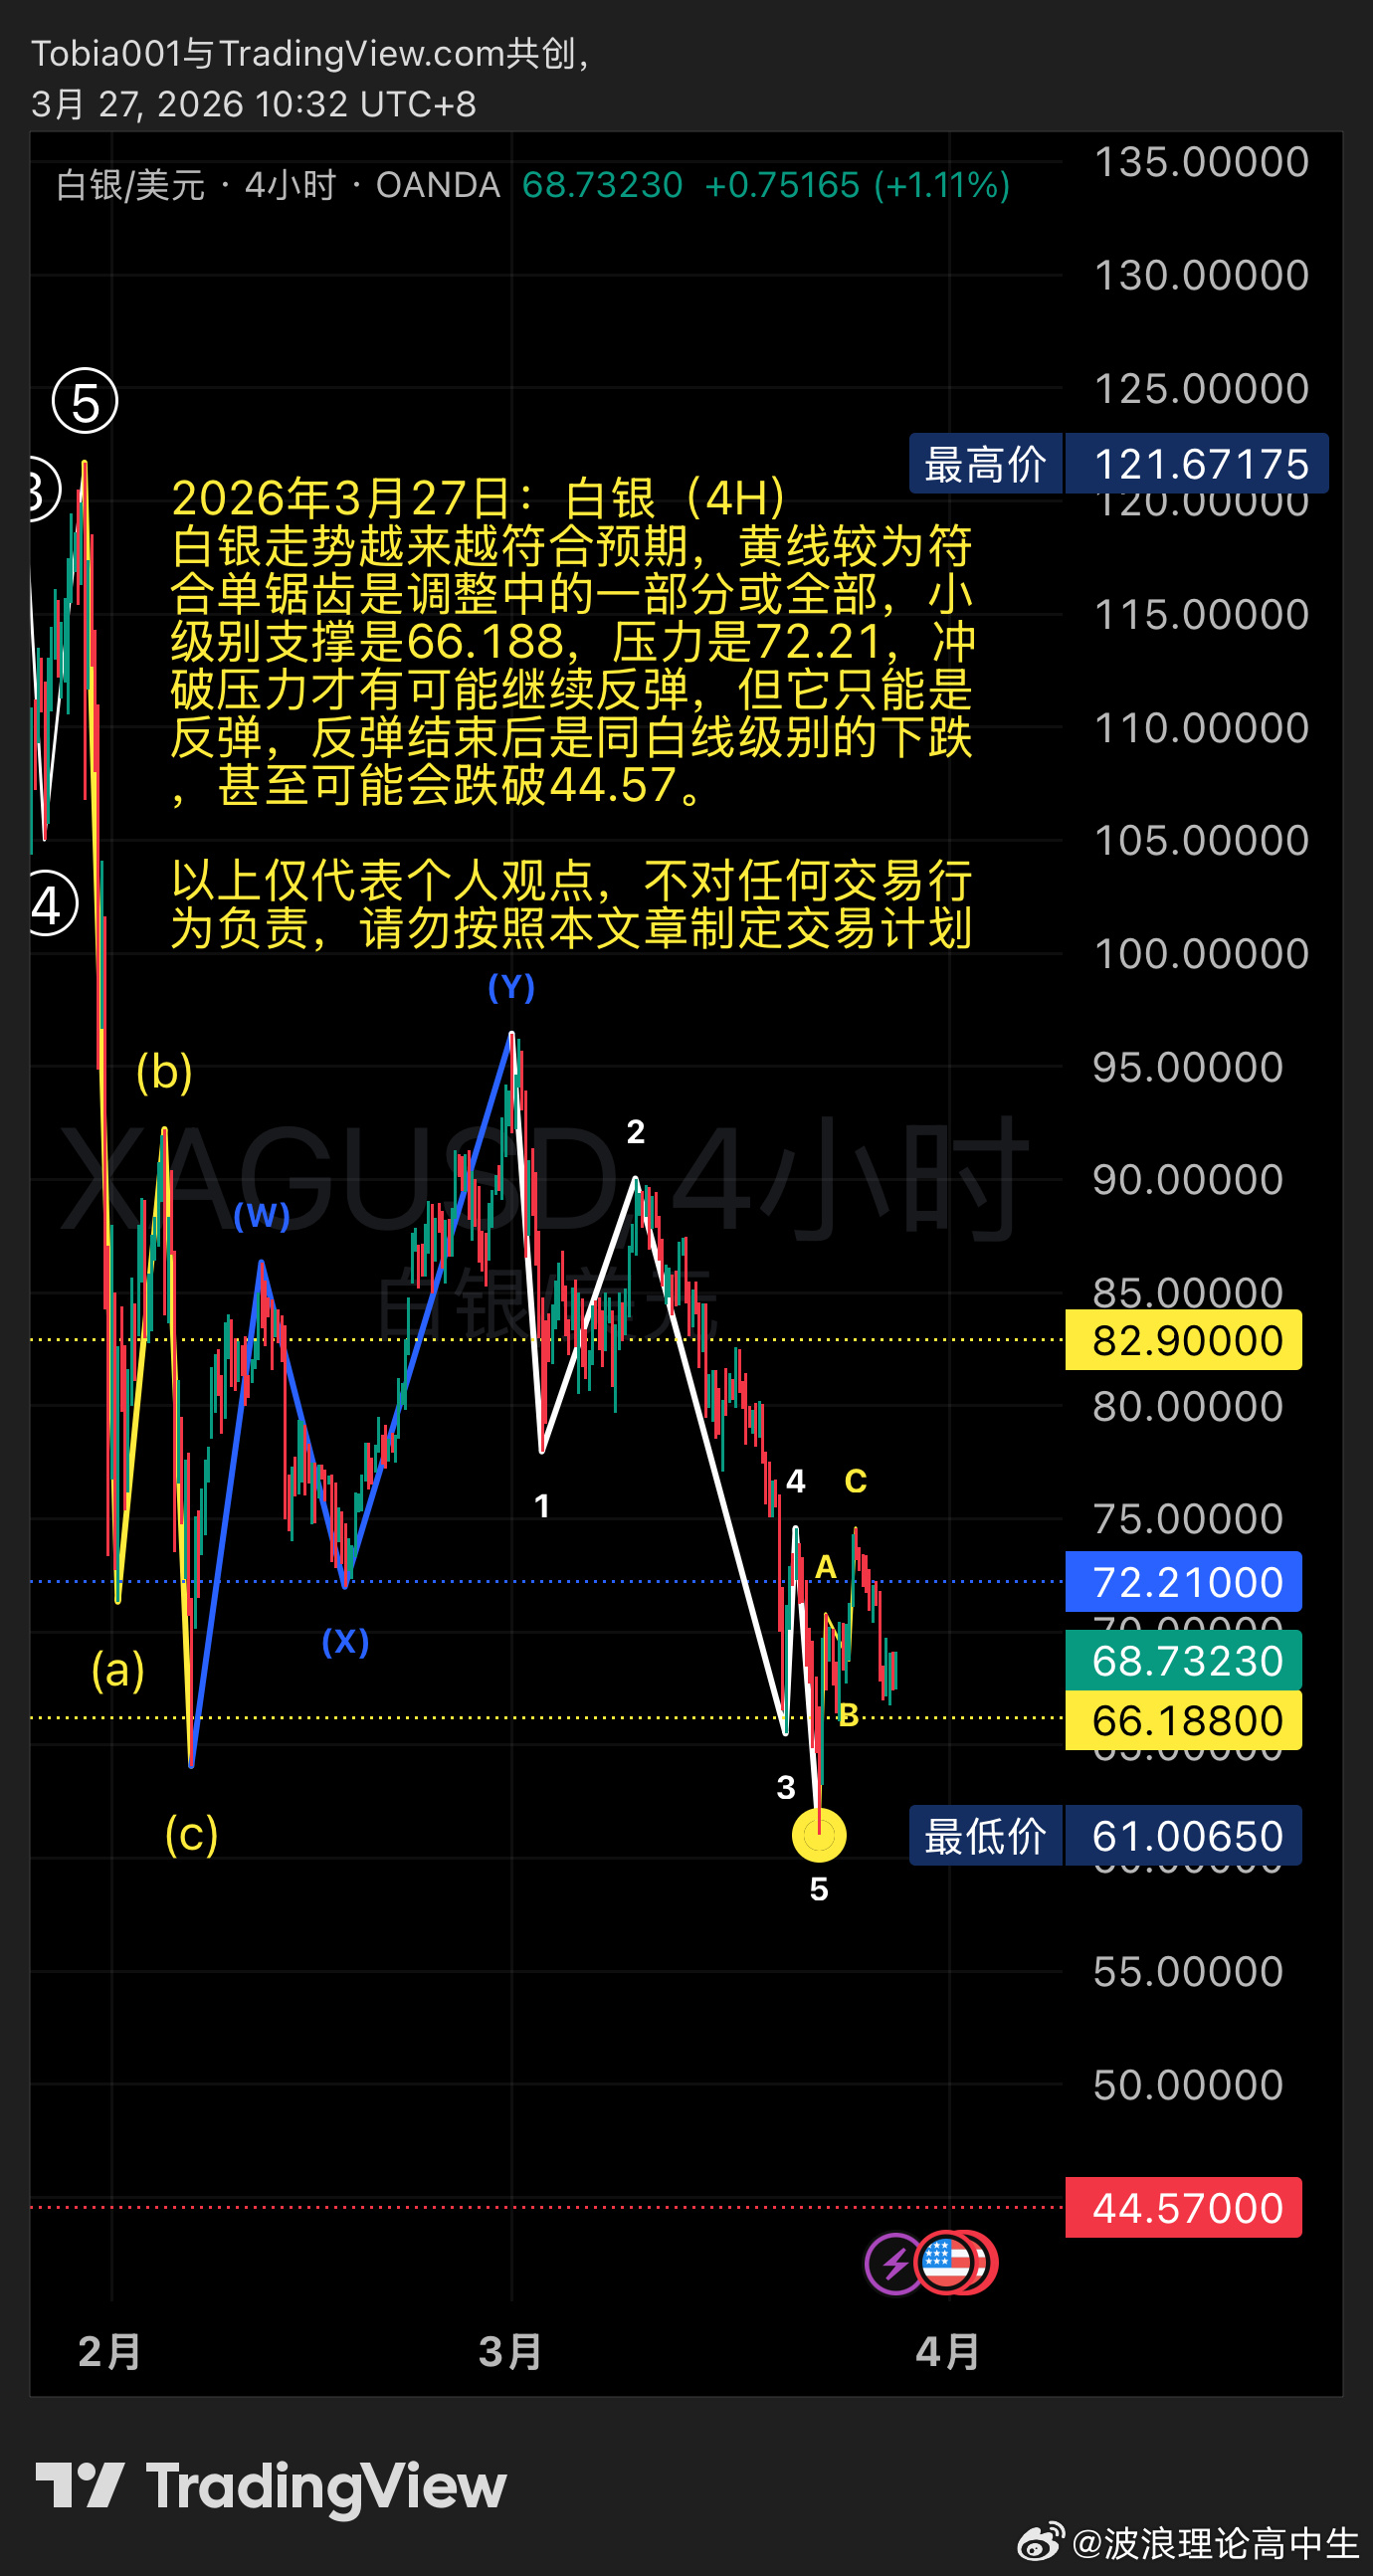 Tobia001与TradingView.com共创，
3月 27, 2026 10:32 UTC+8
白银/美元 · 4小时 · OANDA 68.73230 +0.75165 (+1.11%)
135.00000
130.00000
125.00000
⑤
最高价 121.67175
120.00000
2026年3月27日：白银（4H）
白银走势越来越符合预期，黄线较为符
合单锯齿是调整中的一部分或全部，小
级别支撑是66.188，压力是72.21，冲
破压力才有可能继续反弹，但它只能是
反弹，反弹结束后是同白线级别的下跌
，甚至可能会跌破44.57。
115.00000
110.00000
105.00000
④
以上仅代表个人观点，不对任何交易行
为负责，请勿按照本文章制定交易计划
100.00000
(Y)
(b)
95.00000
2
XAGUSD, 4小时
90.00000
(W)
白银/美元
85.00000
82.90000
80.00000
4
C
1
75.00000
A
72.21000
70.00000
(X)
(a)
68.73230
B
66.18800
65.00000
3
(c)
最低价 61.00650
60.00000
5
55.00000
50.00000
44.57000
2月 3月 4月
TradingView
@波浪理论高中生